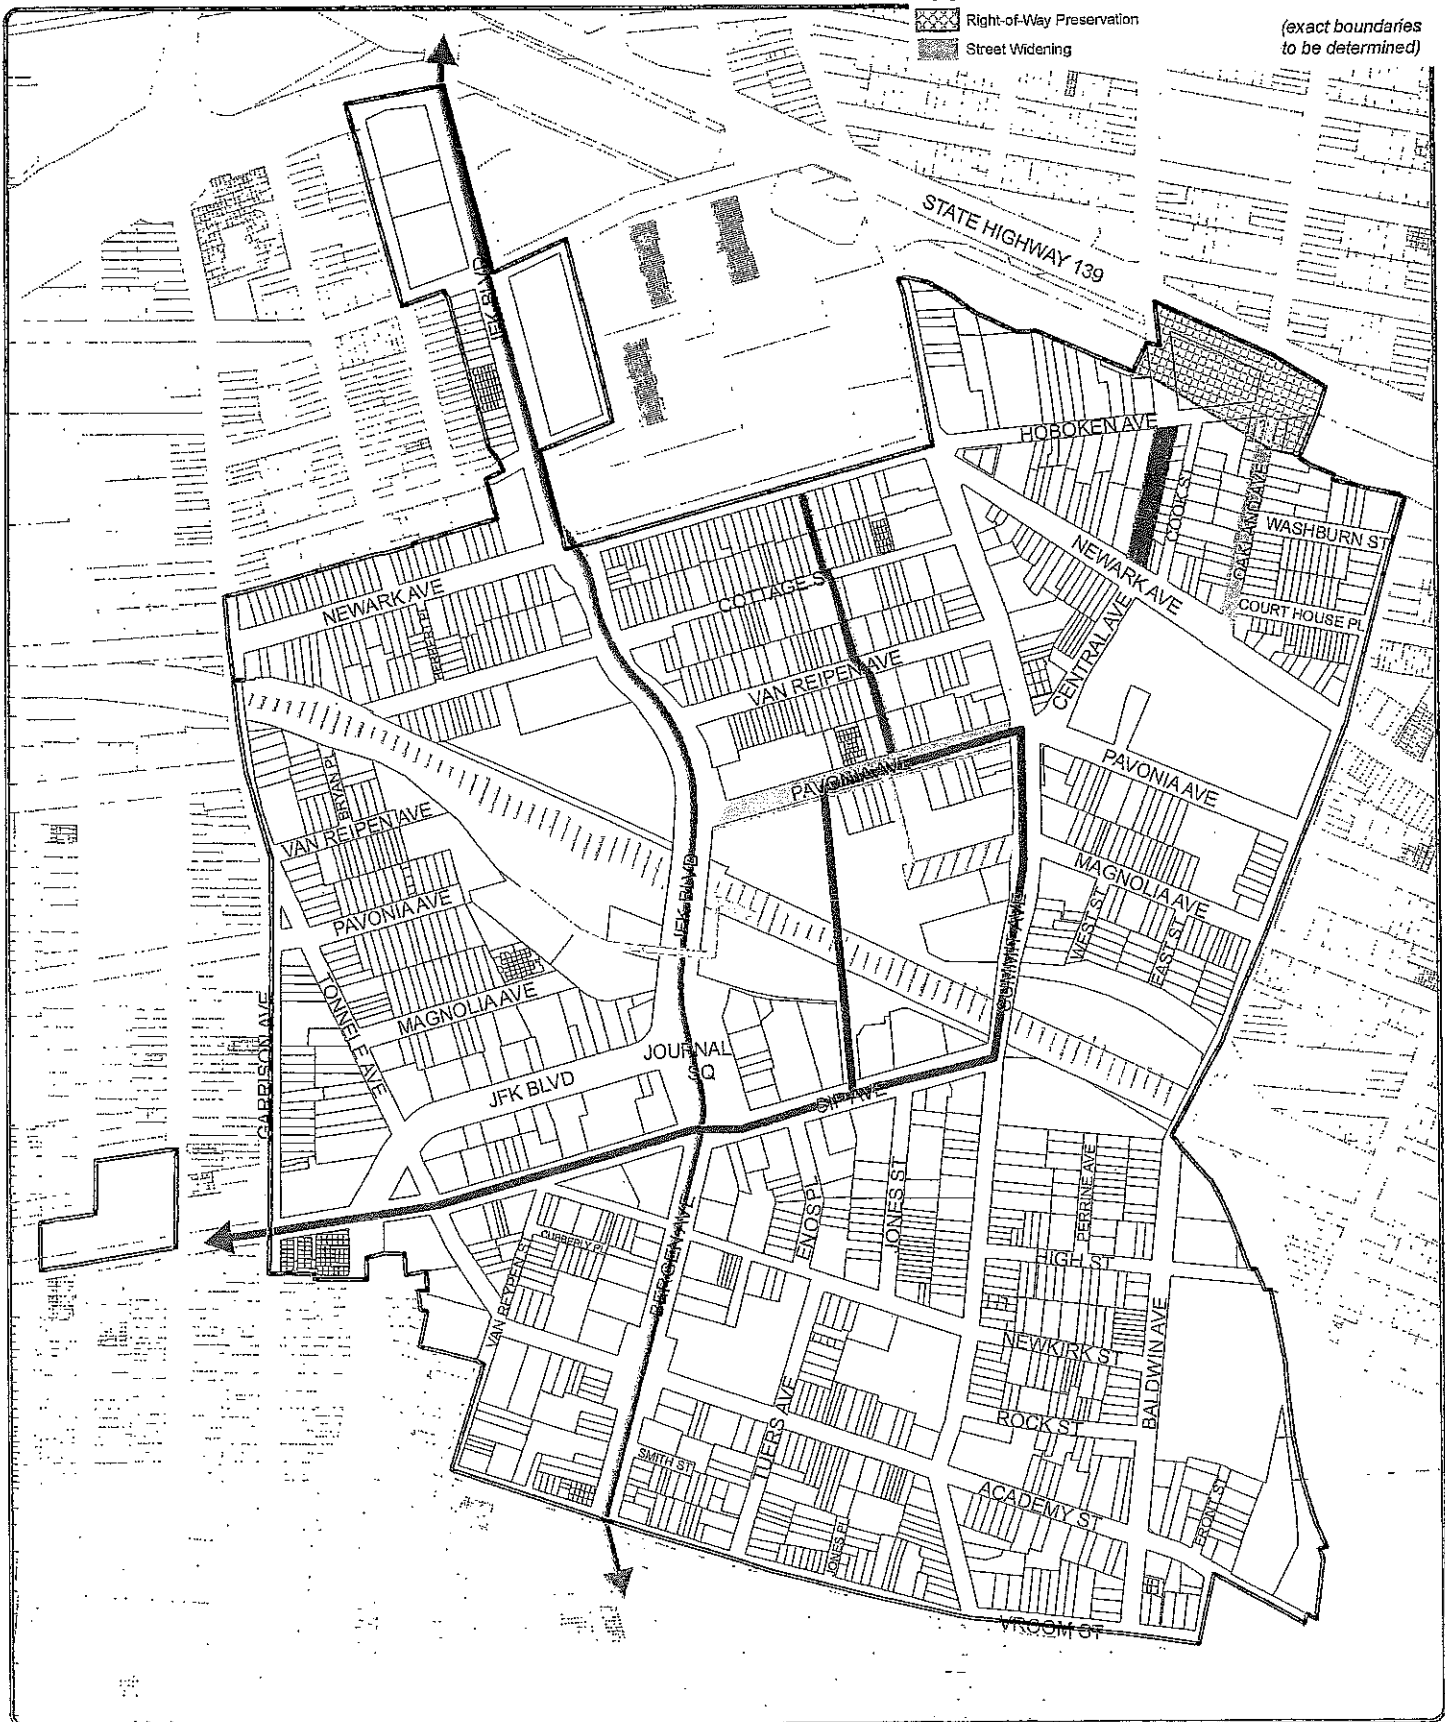 Right-of-Way Preservation
(exact boundaries
to be determined)
Street Widening
STATE HIGHWAY 139
JFK BLVD
HOBOKEN AVE
COOK ST
OAKLAND AVE
WASHBURN ST
NEWARK AVE
NEWARK AVE
COTTAGE ST
COURT HOUSE PL
CENTRAL AVE
VAN REIPEN AVE
PAVONIA AVE
PAVONIA AVE
BRYAN PL
VAN REIPEN AVE
MAGNOLIA AVE
JFK BLVD
WEST ST
EAST ST
PAVONIA AVE
SUMMIT AVE
TONNELE AVE
MAGNOLIA AVE
GARRISON AVE
JOURNAL
SQ
JFK BLVD
SIP AVE
JONES ST
PERRINE AVE
ENOS PL
CUBBERLY PL
VAN REYPEN ST
BERGEN AVE
HIGH ST
NEWKIRK ST
BALDWIN AVE
ROCK ST
TUERS AVE
SMITH ST
ACADEMY ST
FRONT ST
JONES PL
VROOM ST